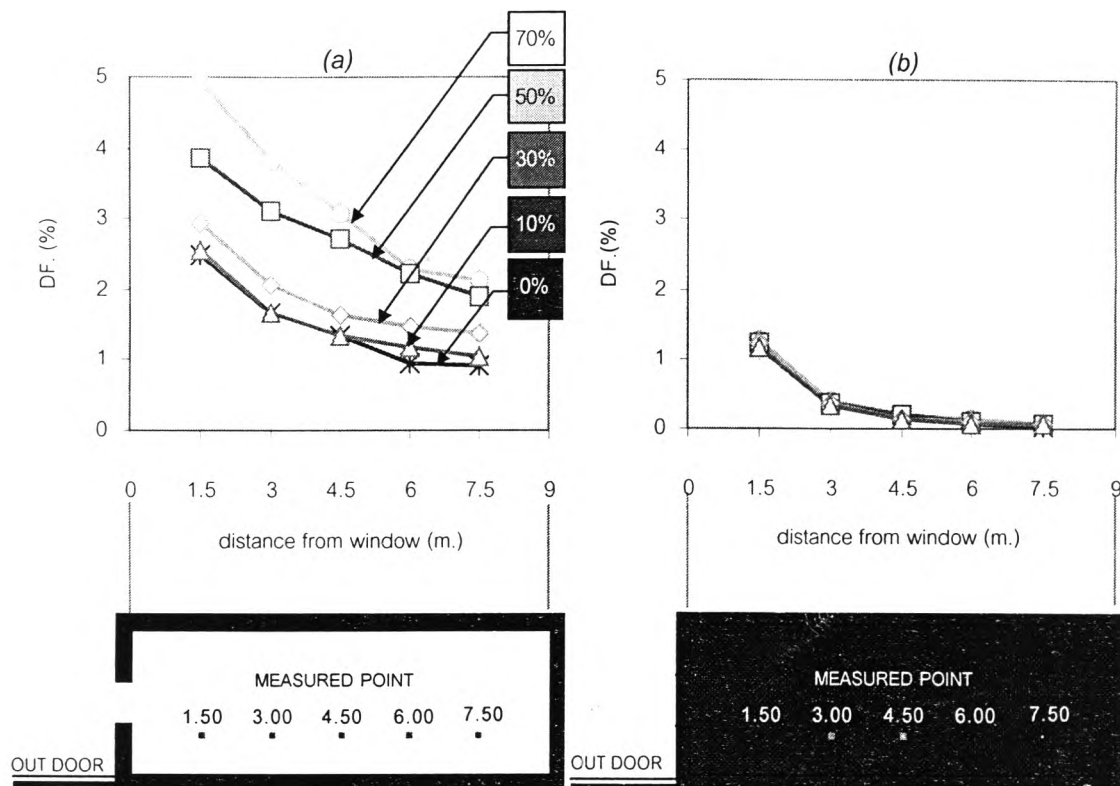 (a)
70%
50%
30%
10%
0%
5
4
3
2
1
0
DF. (%)
0 1.5 3 4.5 6 7.5 9
distance from window (m.)
MEASURED POINT
1.50 3.00 4.50 6.00 7.50
OUT DOOR
(b)
5
4
3
2
1
0
DF.(%)
0 1.5 3 4.5 6 7.5 9
distance from window (m.)
MEASURED POINT
1.50 3.00 4.50 6.00 7.50
OUT DOOR